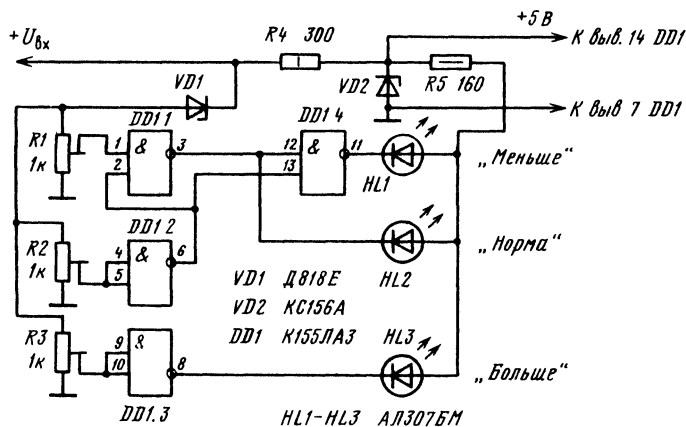 +Uвх
R4 300
+5 В
К выв. 14 DD1
VD1
VD2
R5 160
К выв 7 DD1
DD1 1
DD1 4
R1
1к
1
2
&
3
12
13
&
11
HL1
„Меньше“
DD1 2
R2
1к
4
5
&
6
HL2
„Норма“
VD1 Д818Е
VD2 КС156А
DD1 К155ЛА3
R3
1к
9
10
&
8
HL3
„Больше“
DD1.3
HL1-HL3 АЛ307БМ